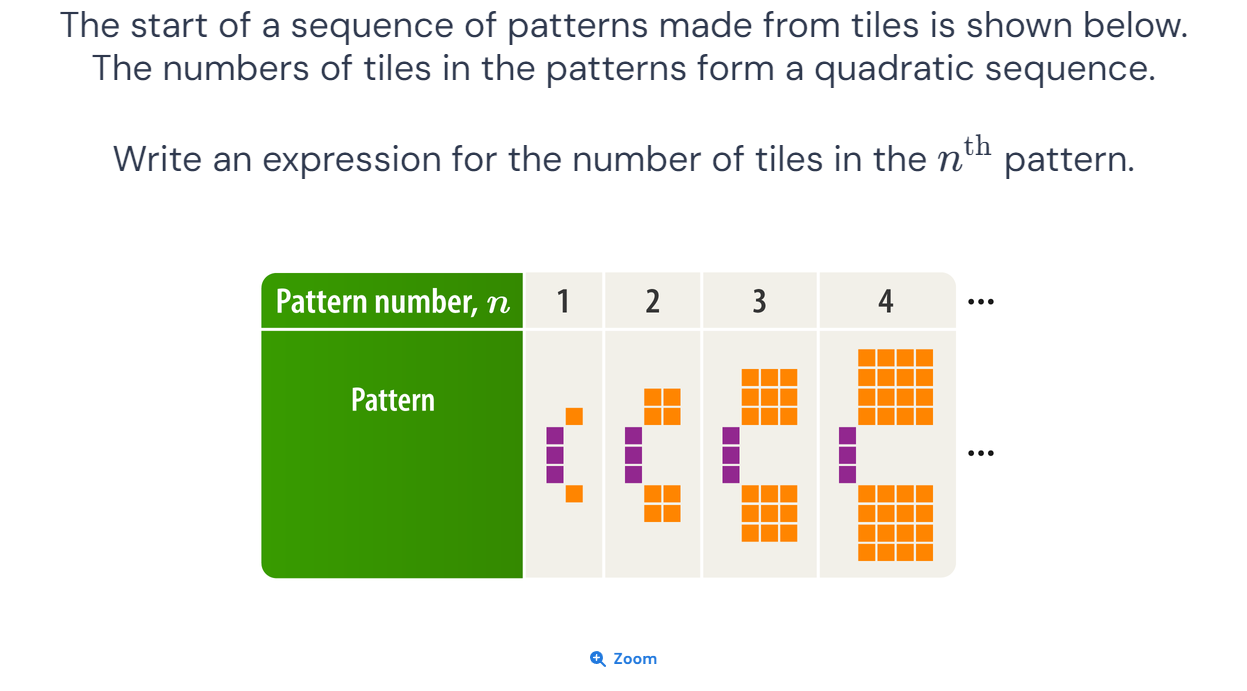 The start of a sequence of patterns made from tiles is shown below.
The numbers of tiles in the patterns form a quadratic sequence.
Write an expression for the number of tiles in the nth pattern.
Pattern number, n 1 2 3 4 ...
Pattern ...
Zoom